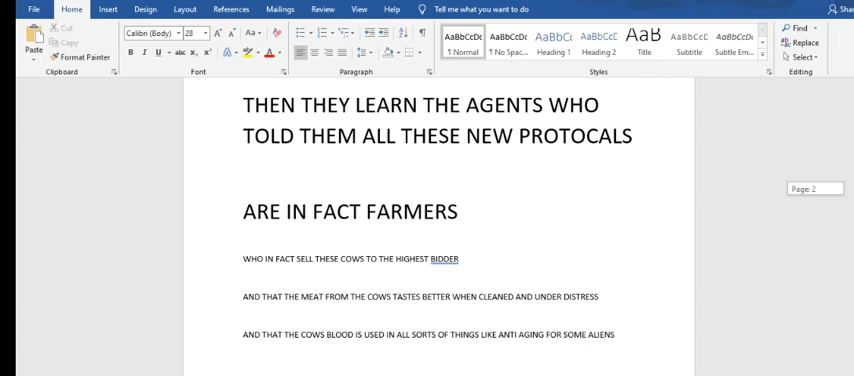 File Home Insert Design Layout References Mailings Review View Help Tell me what you want to do Shar
Cut
Copy
Format Painter
Paste
Calibri (Body) 28
AaBbCcDc AaBbCcDc AaBbCc AaBbCcE AaB AaBbCcC AaBbCcDc
¶ Normal ¶ No Spac... Heading 1 Heading 2 Title Subtitle Subtle Em...
Find
Replace
Select
Clipboard Font Paragraph Styles Editing
THEN THEY LEARN THE AGENTS WHO
TOLD THEM ALL THESE NEW PROTOCALS
Page: 2
ARE IN FACT FARMERS
WHO IN FACT SELL THESE COWS TO THE HIGHEST BIDDER
AND THAT THE MEAT FROM THE COWS TASTES BETTER WHEN CLEANED AND UNDER DISTRESS
AND THAT THE COWS BLOOD IS USED IN ALL SORTS OF THINGS LIKE ANTI AGING FOR SOME ALIENS